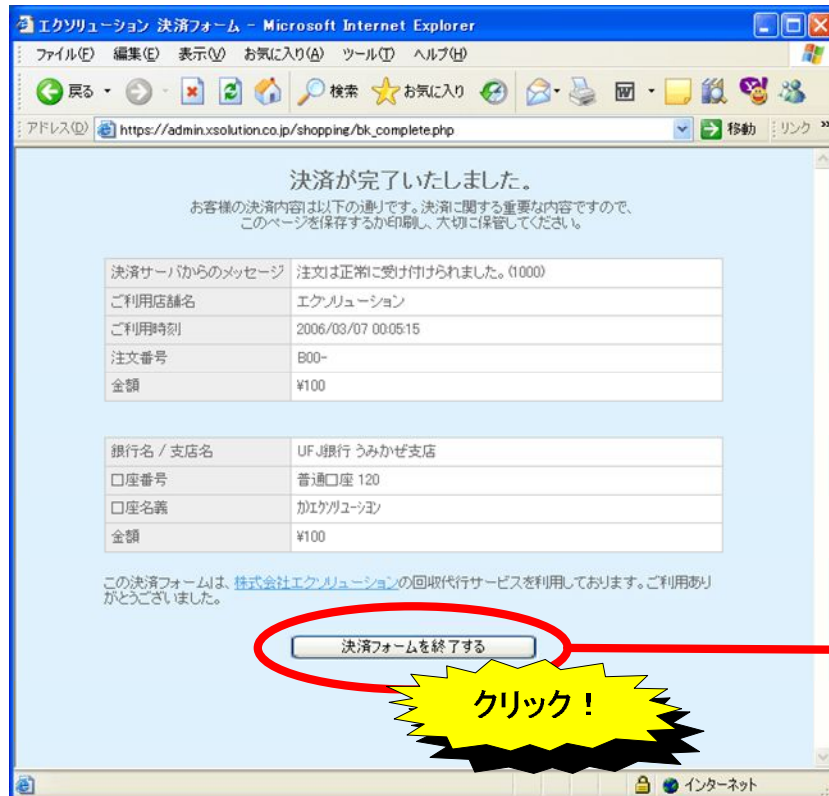 エクソリューション 決済フォーム - Microsoft Internet Explorer
ファイル(F) 編集(E) 表示(V) お気に入り(A) ツール(T) ヘルプ(H)
戻る 検索 お気に入り
アドレス(D) https://admin.xsolution.co.jp/shopping/bk_complete.php 移動 リンク »
決済が完了いたしました。
お客様の決済内容は以下の通りです。決済に関する重要な内容ですので、
このページを保存するか印刷し、大切に保管してください。
決済サーバからのメッセージ 注文は正常に受け付けられました。(1000)
ご利用店舗名 エクソリューション
ご利用時刻 2006/03/07 00:05:15
注文番号 B00-
金額 ¥100
銀行名 / 支店名 UFJ銀行 うみかぜ支店
口座番号 普通口座 120
口座名義 カ)エクソリユーシヨン
金額 ¥100
この決済フォームは、株式会社エクソリューションの回収代行サービスを利用しております。ご利用あり
がとうございました。
決済フォームを終了する
クリック!
インターネット